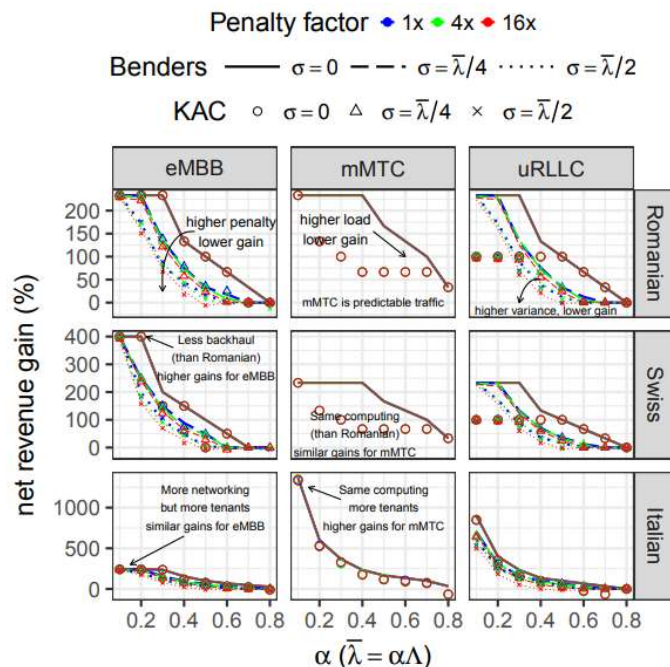 Penalty factor 1x 4x 16x
Benders σ = 0 σ = λ̅/4 σ = λ̅/2
KAC σ = 0 σ = λ̅/4 σ = λ̅/2
eMBB mMTC uRLLC
net revenue gain (%)
200
150
100
50
0
higher penalty
lower gain
higher load
lower gain
mMTC is predictable traffic
higher variance, lower gain
Romanian
400
300
200
100
0
Less backhaul
(than Romanian)
higher gains for eMBB
Same computing
(than Romanian)
similar gains for mMTC
Swiss
1000
500
0
More networking
but more tenants
similar gains for eMBB
Same computing
more tenants
higher gains for mMTC
Italian
0.2 0.4 0.6 0.8 0.2 0.4 0.6 0.8 0.2 0.4 0.6 0.8
α (λ̅ = αΛ)